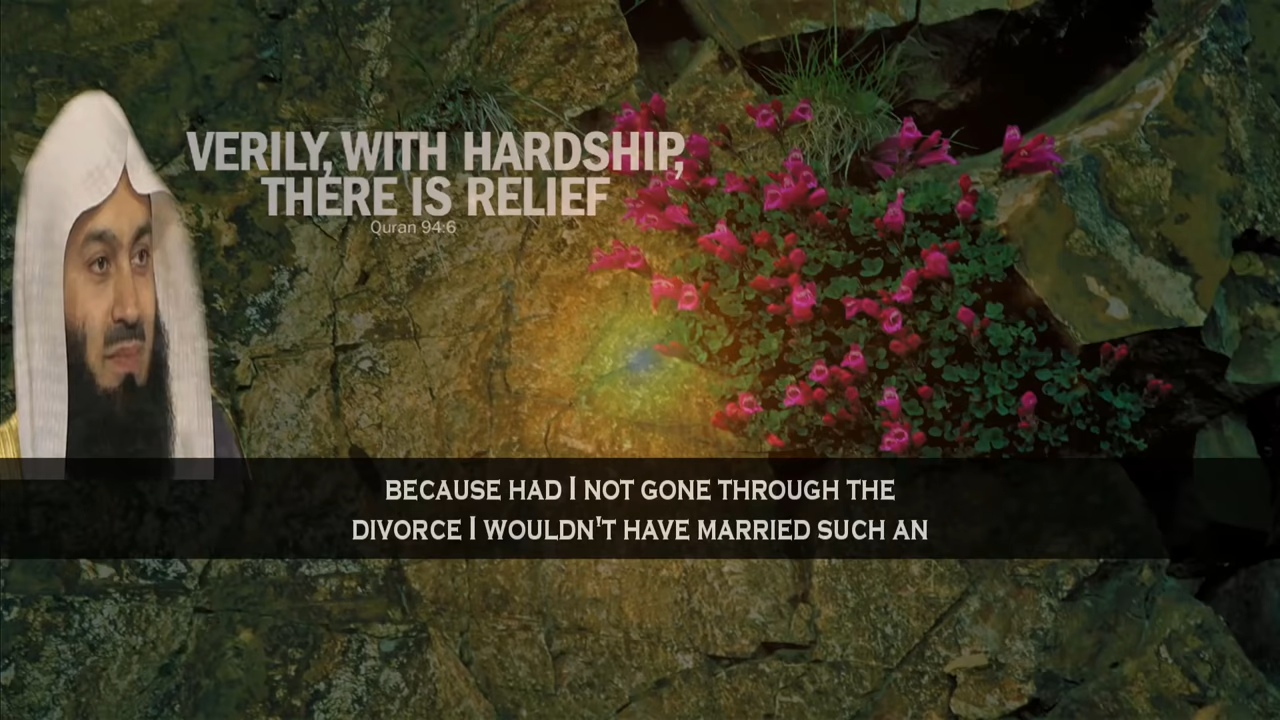 VERILY, WITH HARDSHIP,
THERE IS RELIEF
Quran 94:6
BECAUSE HAD I NOT GONE THROUGH THE
DIVORCE I WOULDN'T HAVE MARRIED SUCH AN